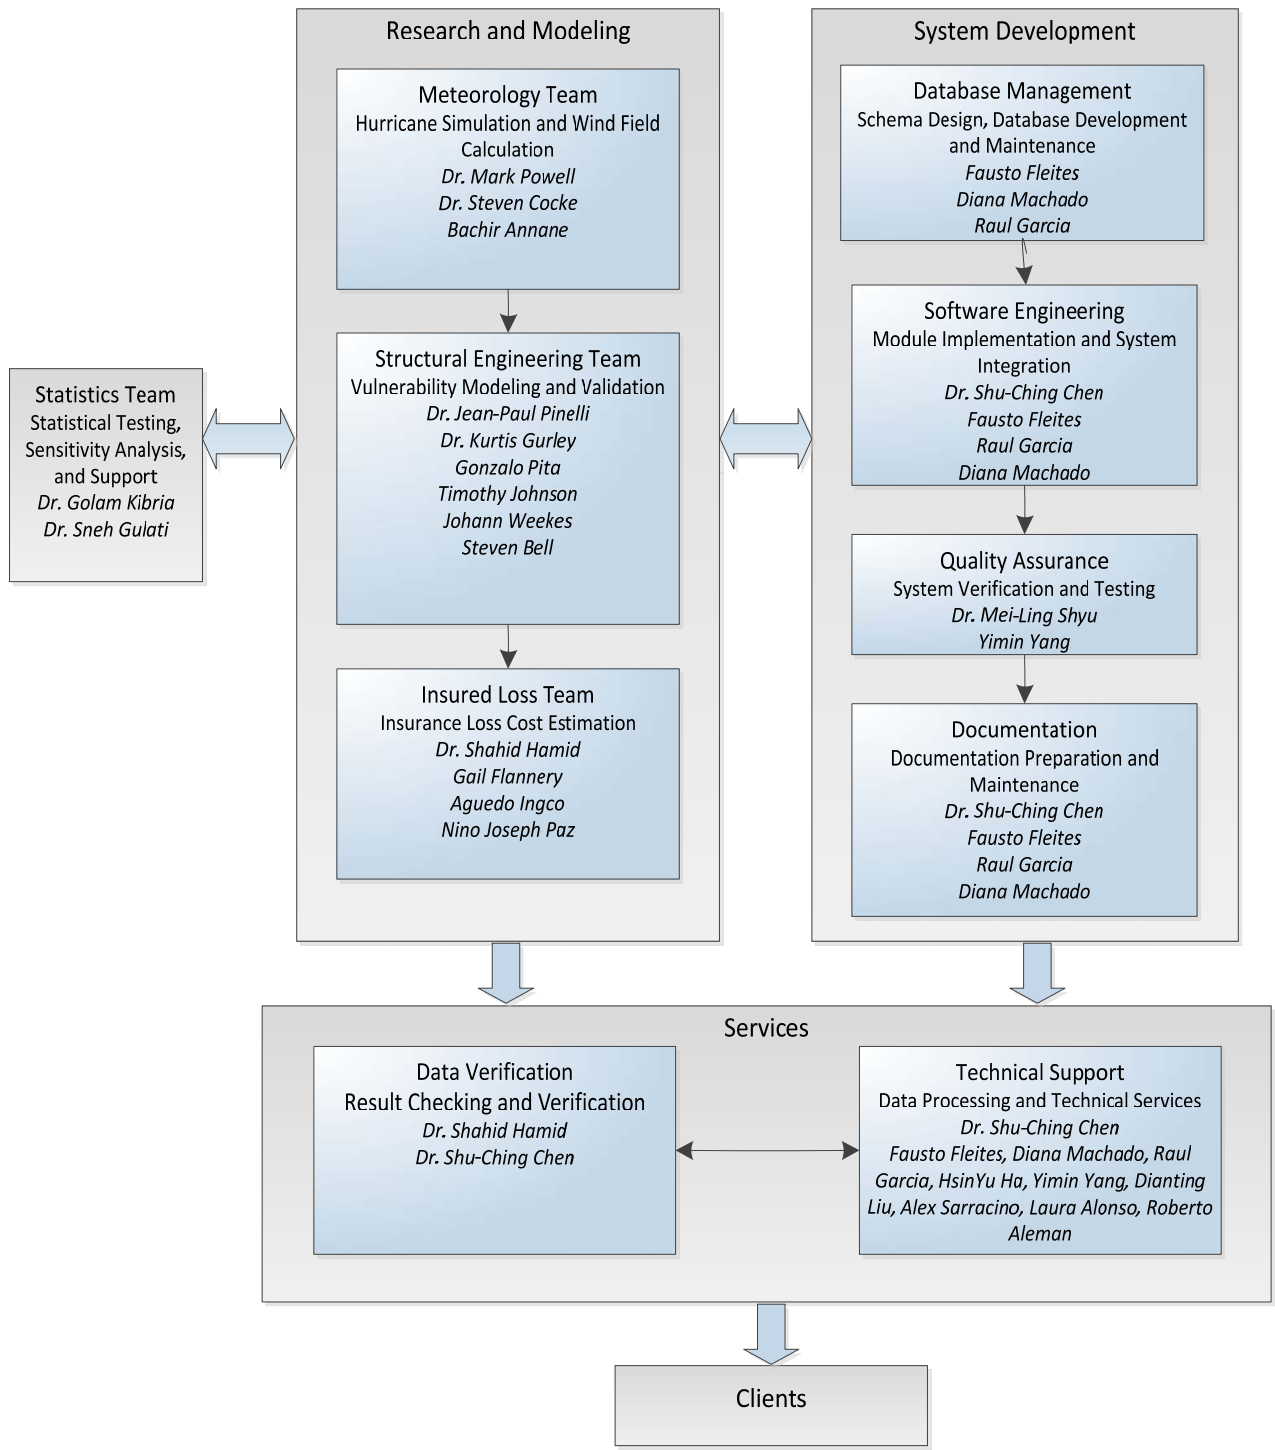 Research and Modeling
Meteorology Team
Hurricane Simulation and Wind Field
Calculation
Dr. Mark Powell
Dr. Steven Cocke
Bachir Annane
Structural Engineering Team
Vulnerability Modeling and Validation
Dr. Jean-Paul Pinelli
Dr. Kurtis Gurley
Gonzalo Pita
Timothy Johnson
Johann Weekes
Steven Bell
Insured Loss Team
Insurance Loss Cost Estimation
Dr. Shahid Hamid
Gail Flannery
Aguedo Ingco
Nino Joseph Paz
Statistics Team
Statistical Testing,
Sensitivity Analysis,
and Support
Dr. Golam Kibria
Dr. Sneh Gulati
System Development
Database Management
Schema Design, Database Development
and Maintenance
Fausto Fleites
Diana Machado
Raul Garcia
Software Engineering
Module Implementation and System
Integration
Dr. Shu-Ching Chen
Fausto Fleites
Raul Garcia
Diana Machado
Quality Assurance
System Verification and Testing
Dr. Mei-Ling Shyu
Yimin Yang
Documentation
Documentation Preparation and
Maintenance
Dr. Shu-Ching Chen
Fausto Fleites
Raul Garcia
Diana Machado
Services
Data Verification
Result Checking and Verification
Dr. Shahid Hamid
Dr. Shu-Ching Chen
Technical Support
Data Processing and Technical Services
Dr. Shu-Ching Chen
Fausto Fleites, Diana Machado, Raul
Garcia, HsinYu Ha, Yimin Yang, Dianting
Liu, Alex Sarracino, Laura Alonso, Roberto
Aleman
Clients